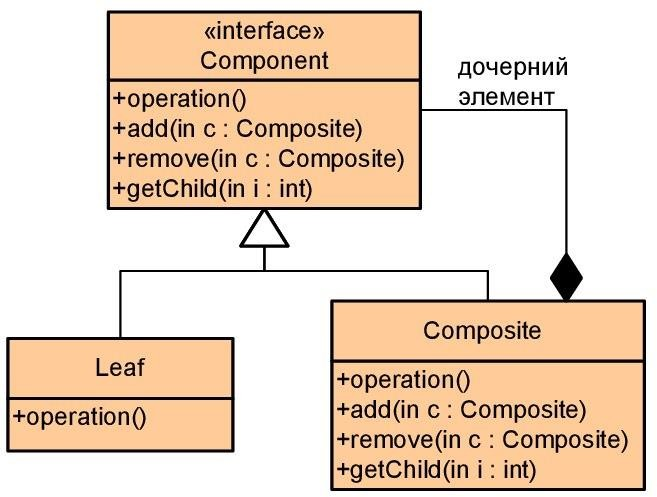 «interface»
Component
+operation()
+add(in c : Composite)
+remove(in c : Composite)
+getChild(in i : int)
дочерний
элемент
Leaf
+operation()
Composite
+operation()
+add(in c : Composite)
+remove(in c : Composite)
+getChild(in i : int)